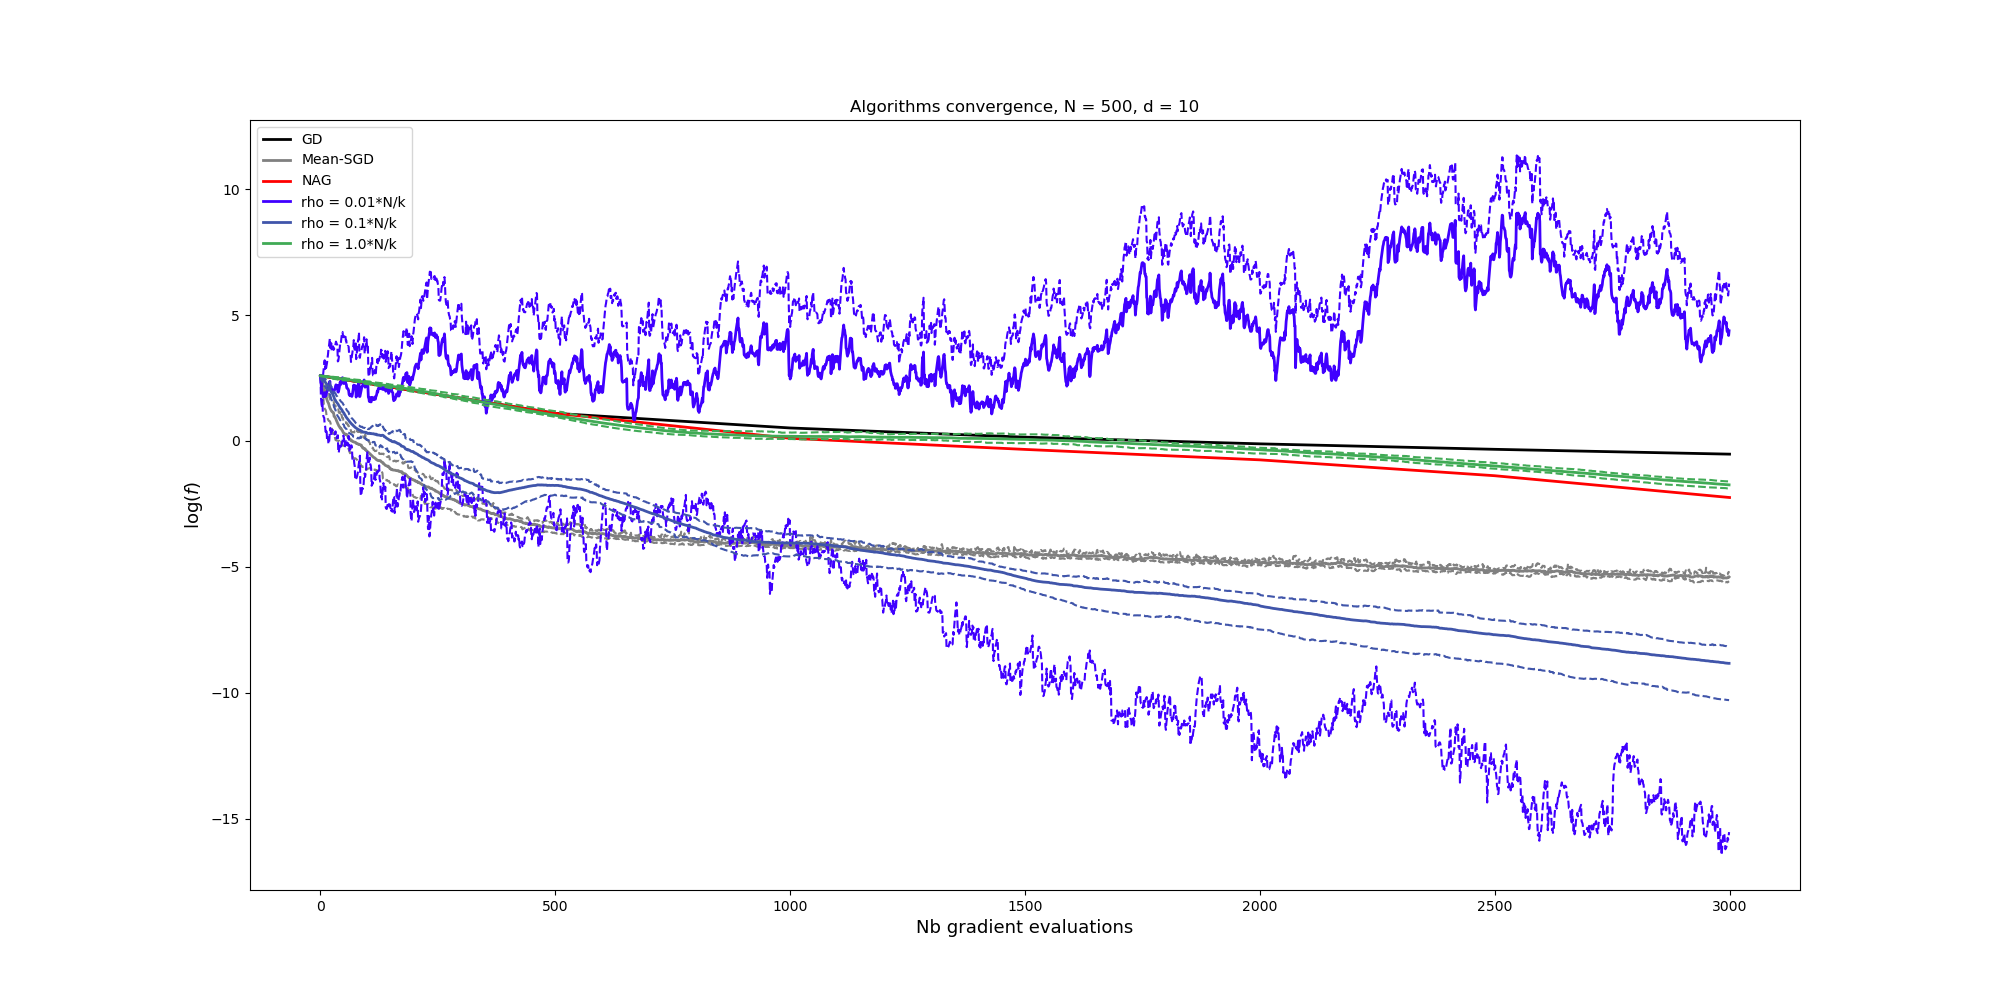 Algorithms convergence, N = 500, d = 10
GD
Mean-SGD
NAG
rho = 0.01*N/k
rho = 0.1*N/k
rho = 1.0*N/k
log(f)
10
5
0
−5
−10
−15
0 500 1000 1500 2000 2500 3000
Nb gradient evaluations